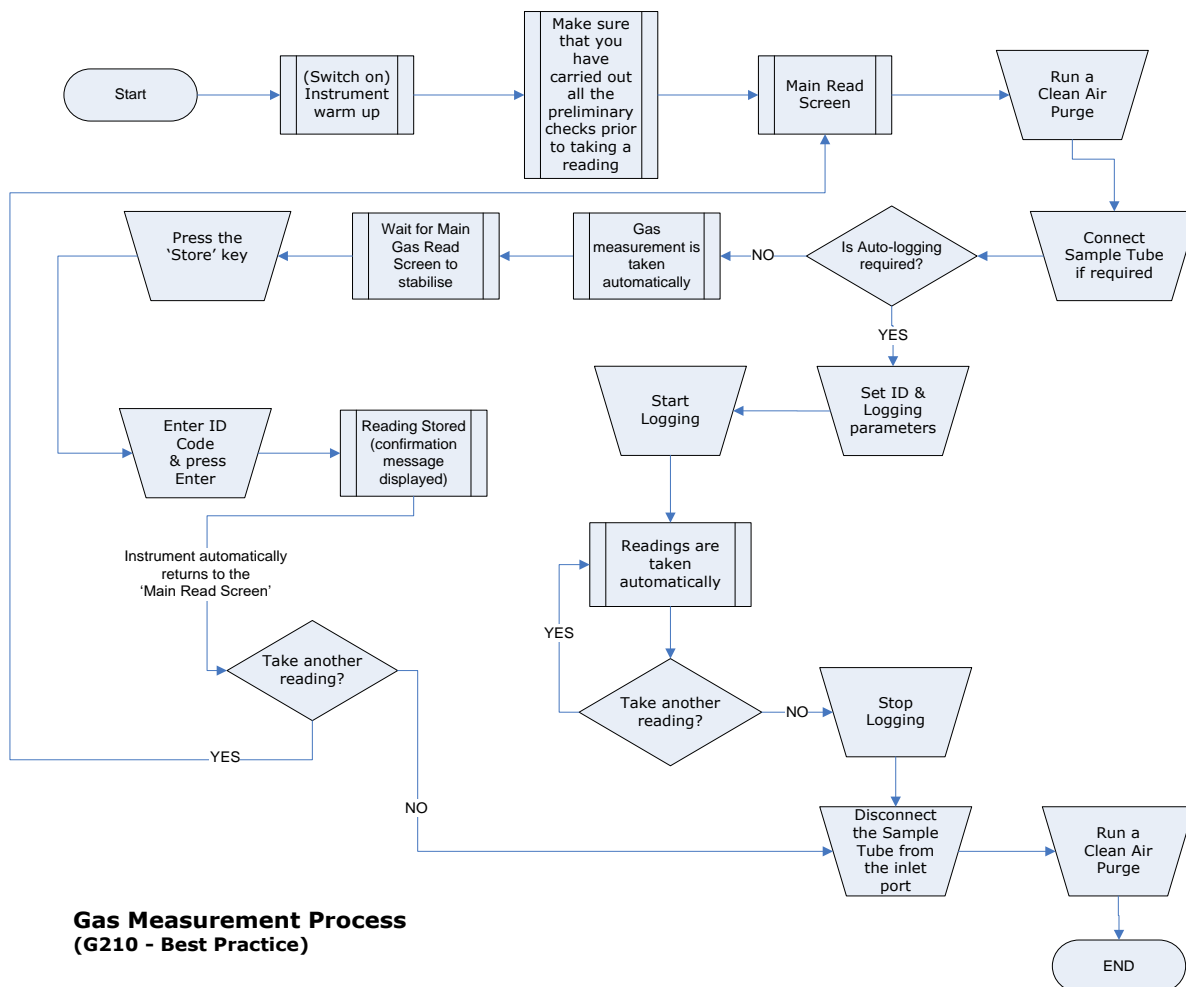 Start
(Switch on)
Instrument
warm up
Make sure
that you
have
carried out
all the
preliminary
checks prior
to taking a
reading
Main Read
Screen
Run a
Clean Air
Purge
Connect
Sample Tube
if required
Is Auto-logging
required?
NO
Gas
measurement is
taken
automatically
Wait for Main
Gas Read
Screen to
stabilise
Press the
‘Store’ key
Enter ID
Code
& press
Enter
Reading Stored
(confirmation
message
displayed)
Instrument automatically
returns to the
‘Main Read Screen’
Take another
reading?
YES
NO
YES
Set ID &
Logging
parameters
Start
Logging
Readings are
taken
automatically
YES
Take another
reading?
NO
Stop
Logging
Disconnect
the Sample
Tube from
the inlet
port
Run a
Clean Air
Purge
END
Gas Measurement Process
(G210 - Best Practice)